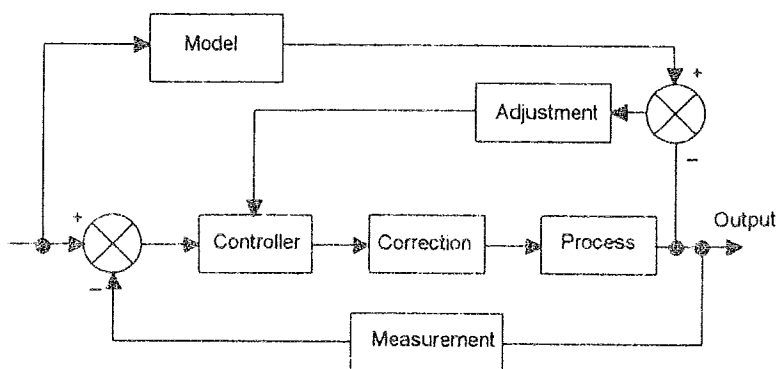 Model
+
Adjustment
−
Output
+
Controller
Correction
Process
−
Measurement